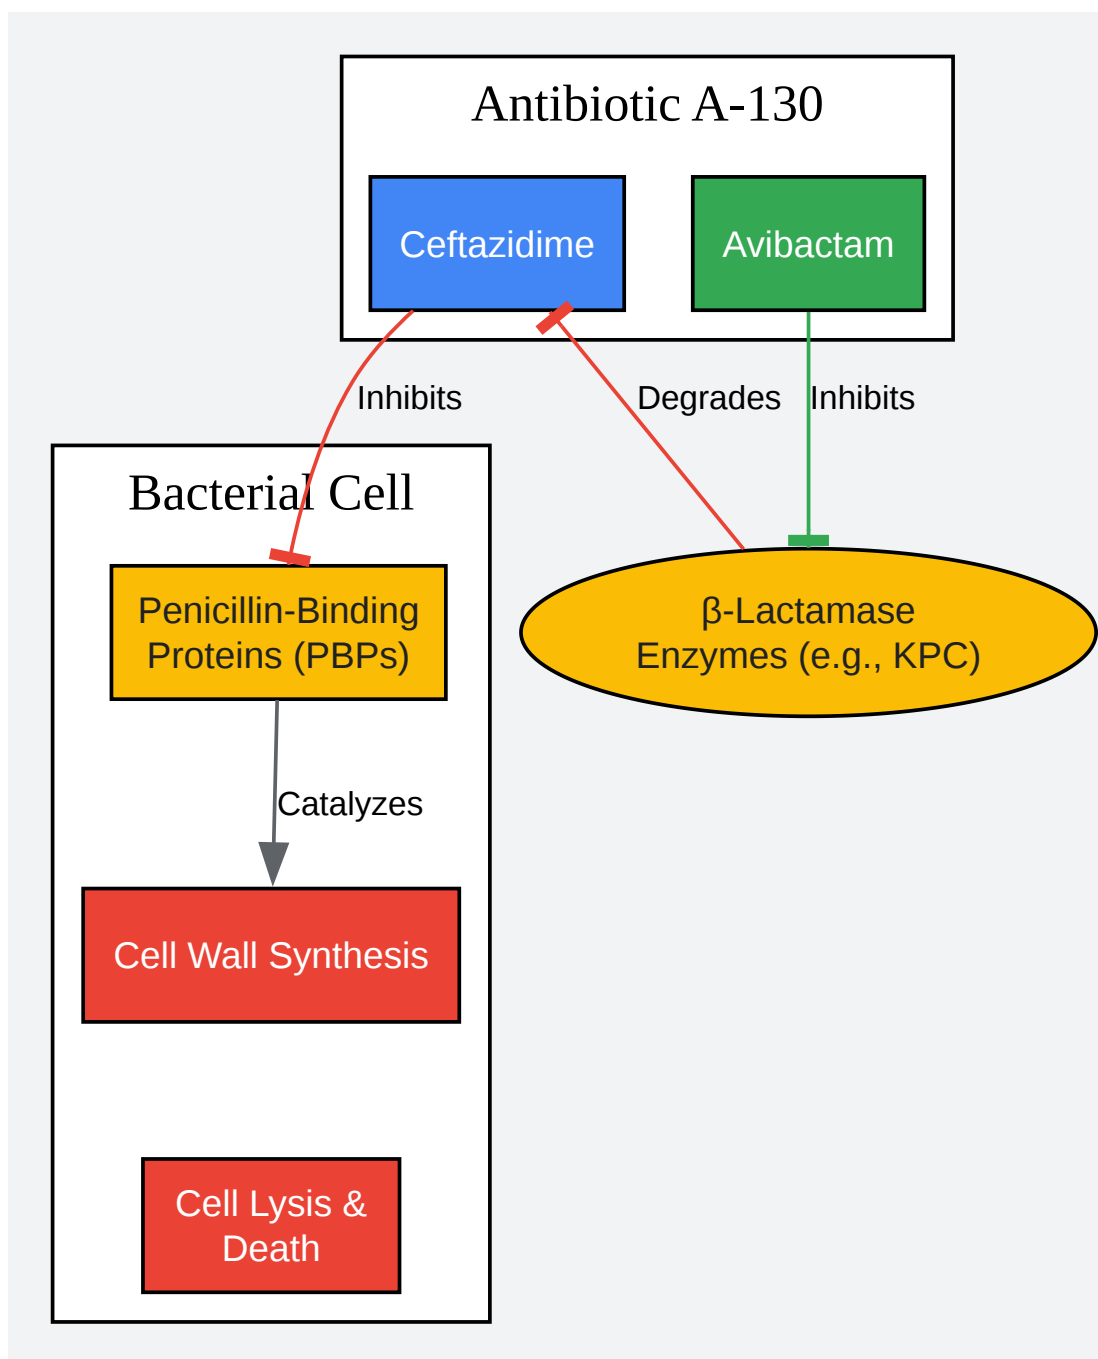 Antibiotic A-130
Ceftazidime
Avibactam
Inhibits
Degrades
Inhibits
Bacterial Cell
Penicillin-Binding
Proteins (PBPs)
β-Lactamase
Enzymes (e.g., KPC)
Catalyzes
Cell Wall Synthesis
Cell Lysis &
Death